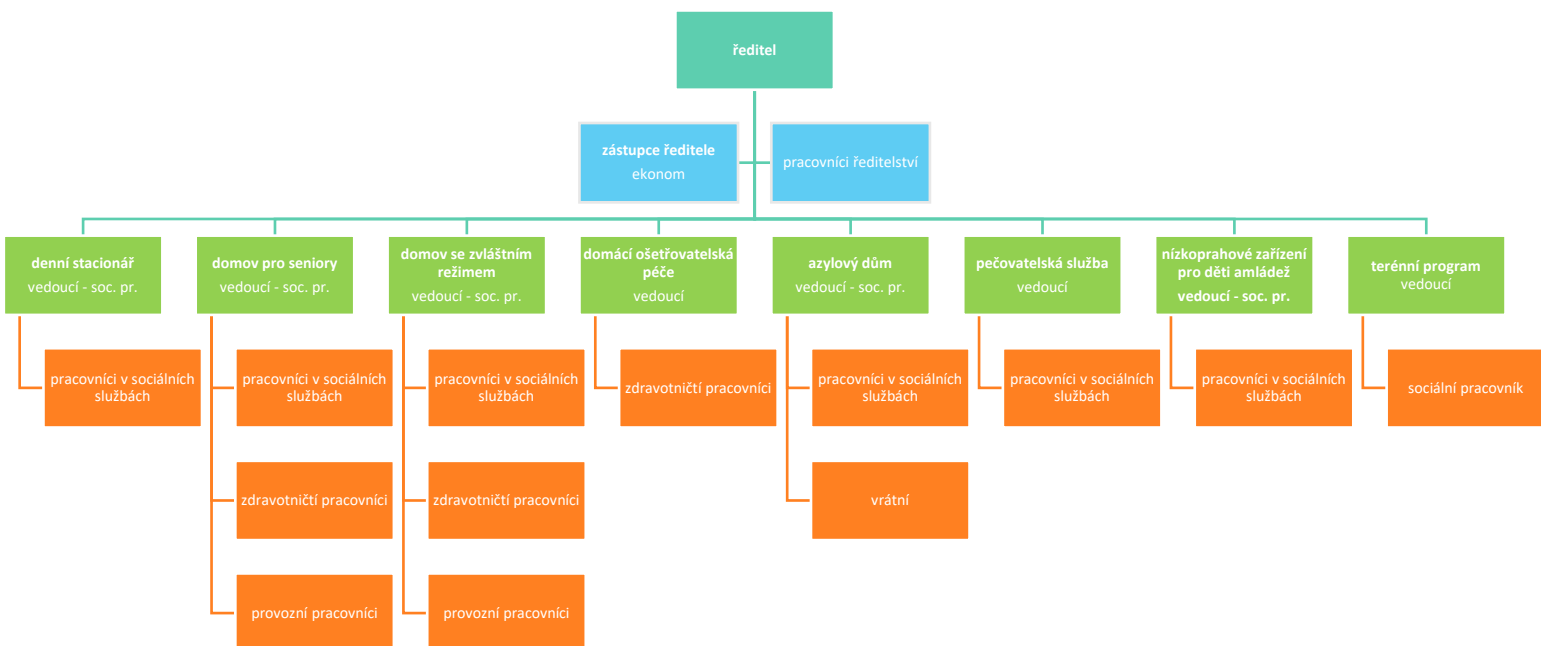 ředitel
zástupce ředitele
ekonom
pracovníci ředitelství
denní stacionář
vedoucí - soc. pr.
domov pro seniory
vedoucí - soc. pr.
domov se zvláštním
režimem
vedoucí - soc. pr.
domácí ošetřovatelská
péče
vedoucí
azylový dům
vedoucí - soc. pr.
pečovatelská služba
vedoucí
nízkoprahové zařízení
pro děti amládež
vedoucí - soc. pr.
terénní program
vedoucí
pracovníci v sociálních
službách
pracovníci v sociálních
službách
pracovníci v sociálních
službách
zdravotničtí pracovníci
pracovníci v sociálních
službách
pracovníci v sociálních
službách
pracovníci v sociálních
službách
sociální pracovník
zdravotničtí pracovníci
zdravotničtí pracovníci
vrátní
provozní pracovníci
provozní pracovníci